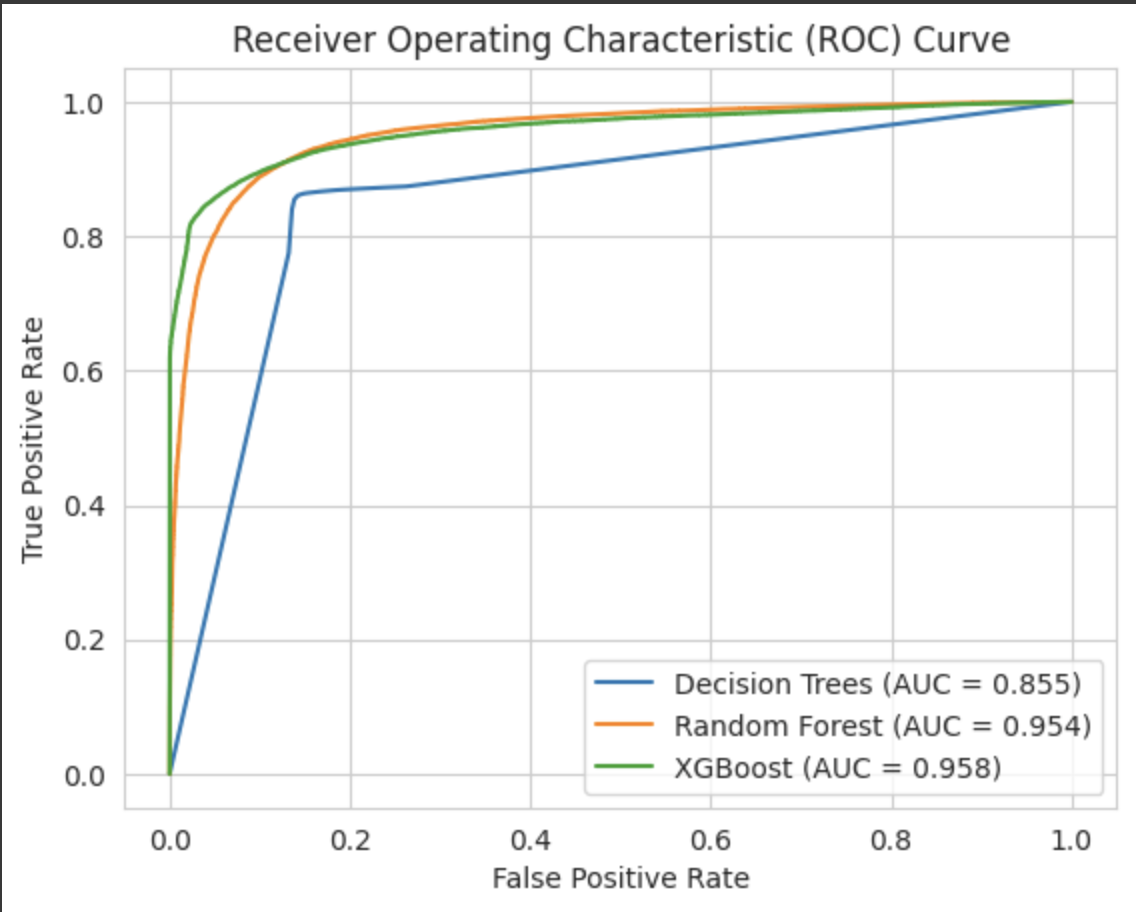 Receiver Operating Characteristic (ROC) Curve
True Positive Rate
1.0
0.8
0.6
0.4
0.2
0.0
Decision Trees (AUC = 0.855)
Random Forest (AUC = 0.954)
XGBoost (AUC = 0.958)
0.0 0.2 0.4 0.6 0.8 1.0
False Positive Rate